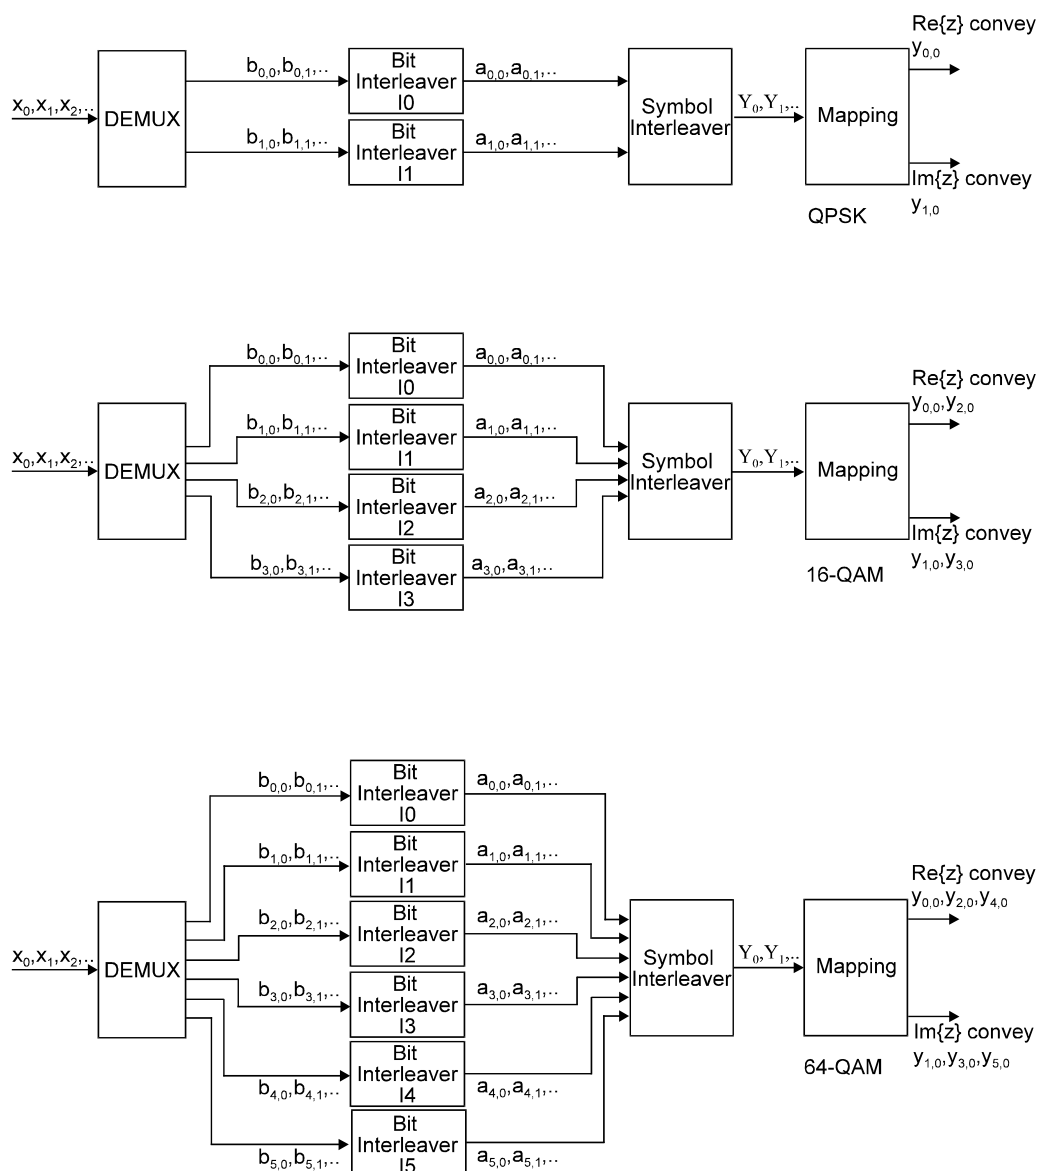 Re{z} convey
y0,0
x0,x1,x2,..
DEMUX
b0,0,b0,1,..
Bit
Interleaver
I0
a0,0,a0,1,..
b1,0,b1,1,..
Bit
Interleaver
I1
a1,0,a1,1,..
Symbol
Interleaver
Y0,Y1,..
Mapping
Im{z} convey
y1,0
QPSK
b0,0,b0,1,..
Bit
Interleaver
I0
a0,0,a0,1,..
Re{z} convey
y0,0,y2,0
x0,x1,x2,..
DEMUX
b1,0,b1,1,..
Bit
Interleaver
I1
a1,0,a1,1,..
b2,0,b2,1,..
Bit
Interleaver
I2
a2,0,a2,1,..
b3,0,b3,1,..
Bit
Interleaver
I3
a3,0,a3,1,..
Symbol
Interleaver
Y0,Y1,..
Mapping
Im{z} convey
y1,0,y3,0
16-QAM
b0,0,b0,1,..
Bit
Interleaver
I0
a0,0,a0,1,..
b1,0,b1,1,..
Bit
Interleaver
I1
a1,0,a1,1,..
Re{z} convey
y0,0,y2,0,y4,0
x0,x1,x2,..
DEMUX
b2,0,b2,1,..
Bit
Interleaver
I2
a2,0,a2,1,..
b3,0,b3,1,..
Bit
Interleaver
I3
a3,0,a3,1,..
Symbol
Interleaver
Y0,Y1,..
Mapping
Im{z} convey
y1,0,y3,0,y5,0
64-QAM
b4,0,b4,1,..
Bit
Interleaver
I4
a4,0,a4,1,..
b5,0,b5,1,..
Bit
Interleaver
I5
a5,0,a5,1,..